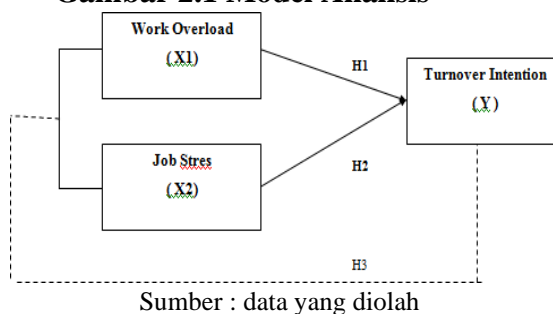 Gambar 2.1 Model Analisis
Work Overload
(X1)
H1
Turnover Intention
(Y)
Job Stres
(X2)
H2
H3
Sumber : data yang diolah